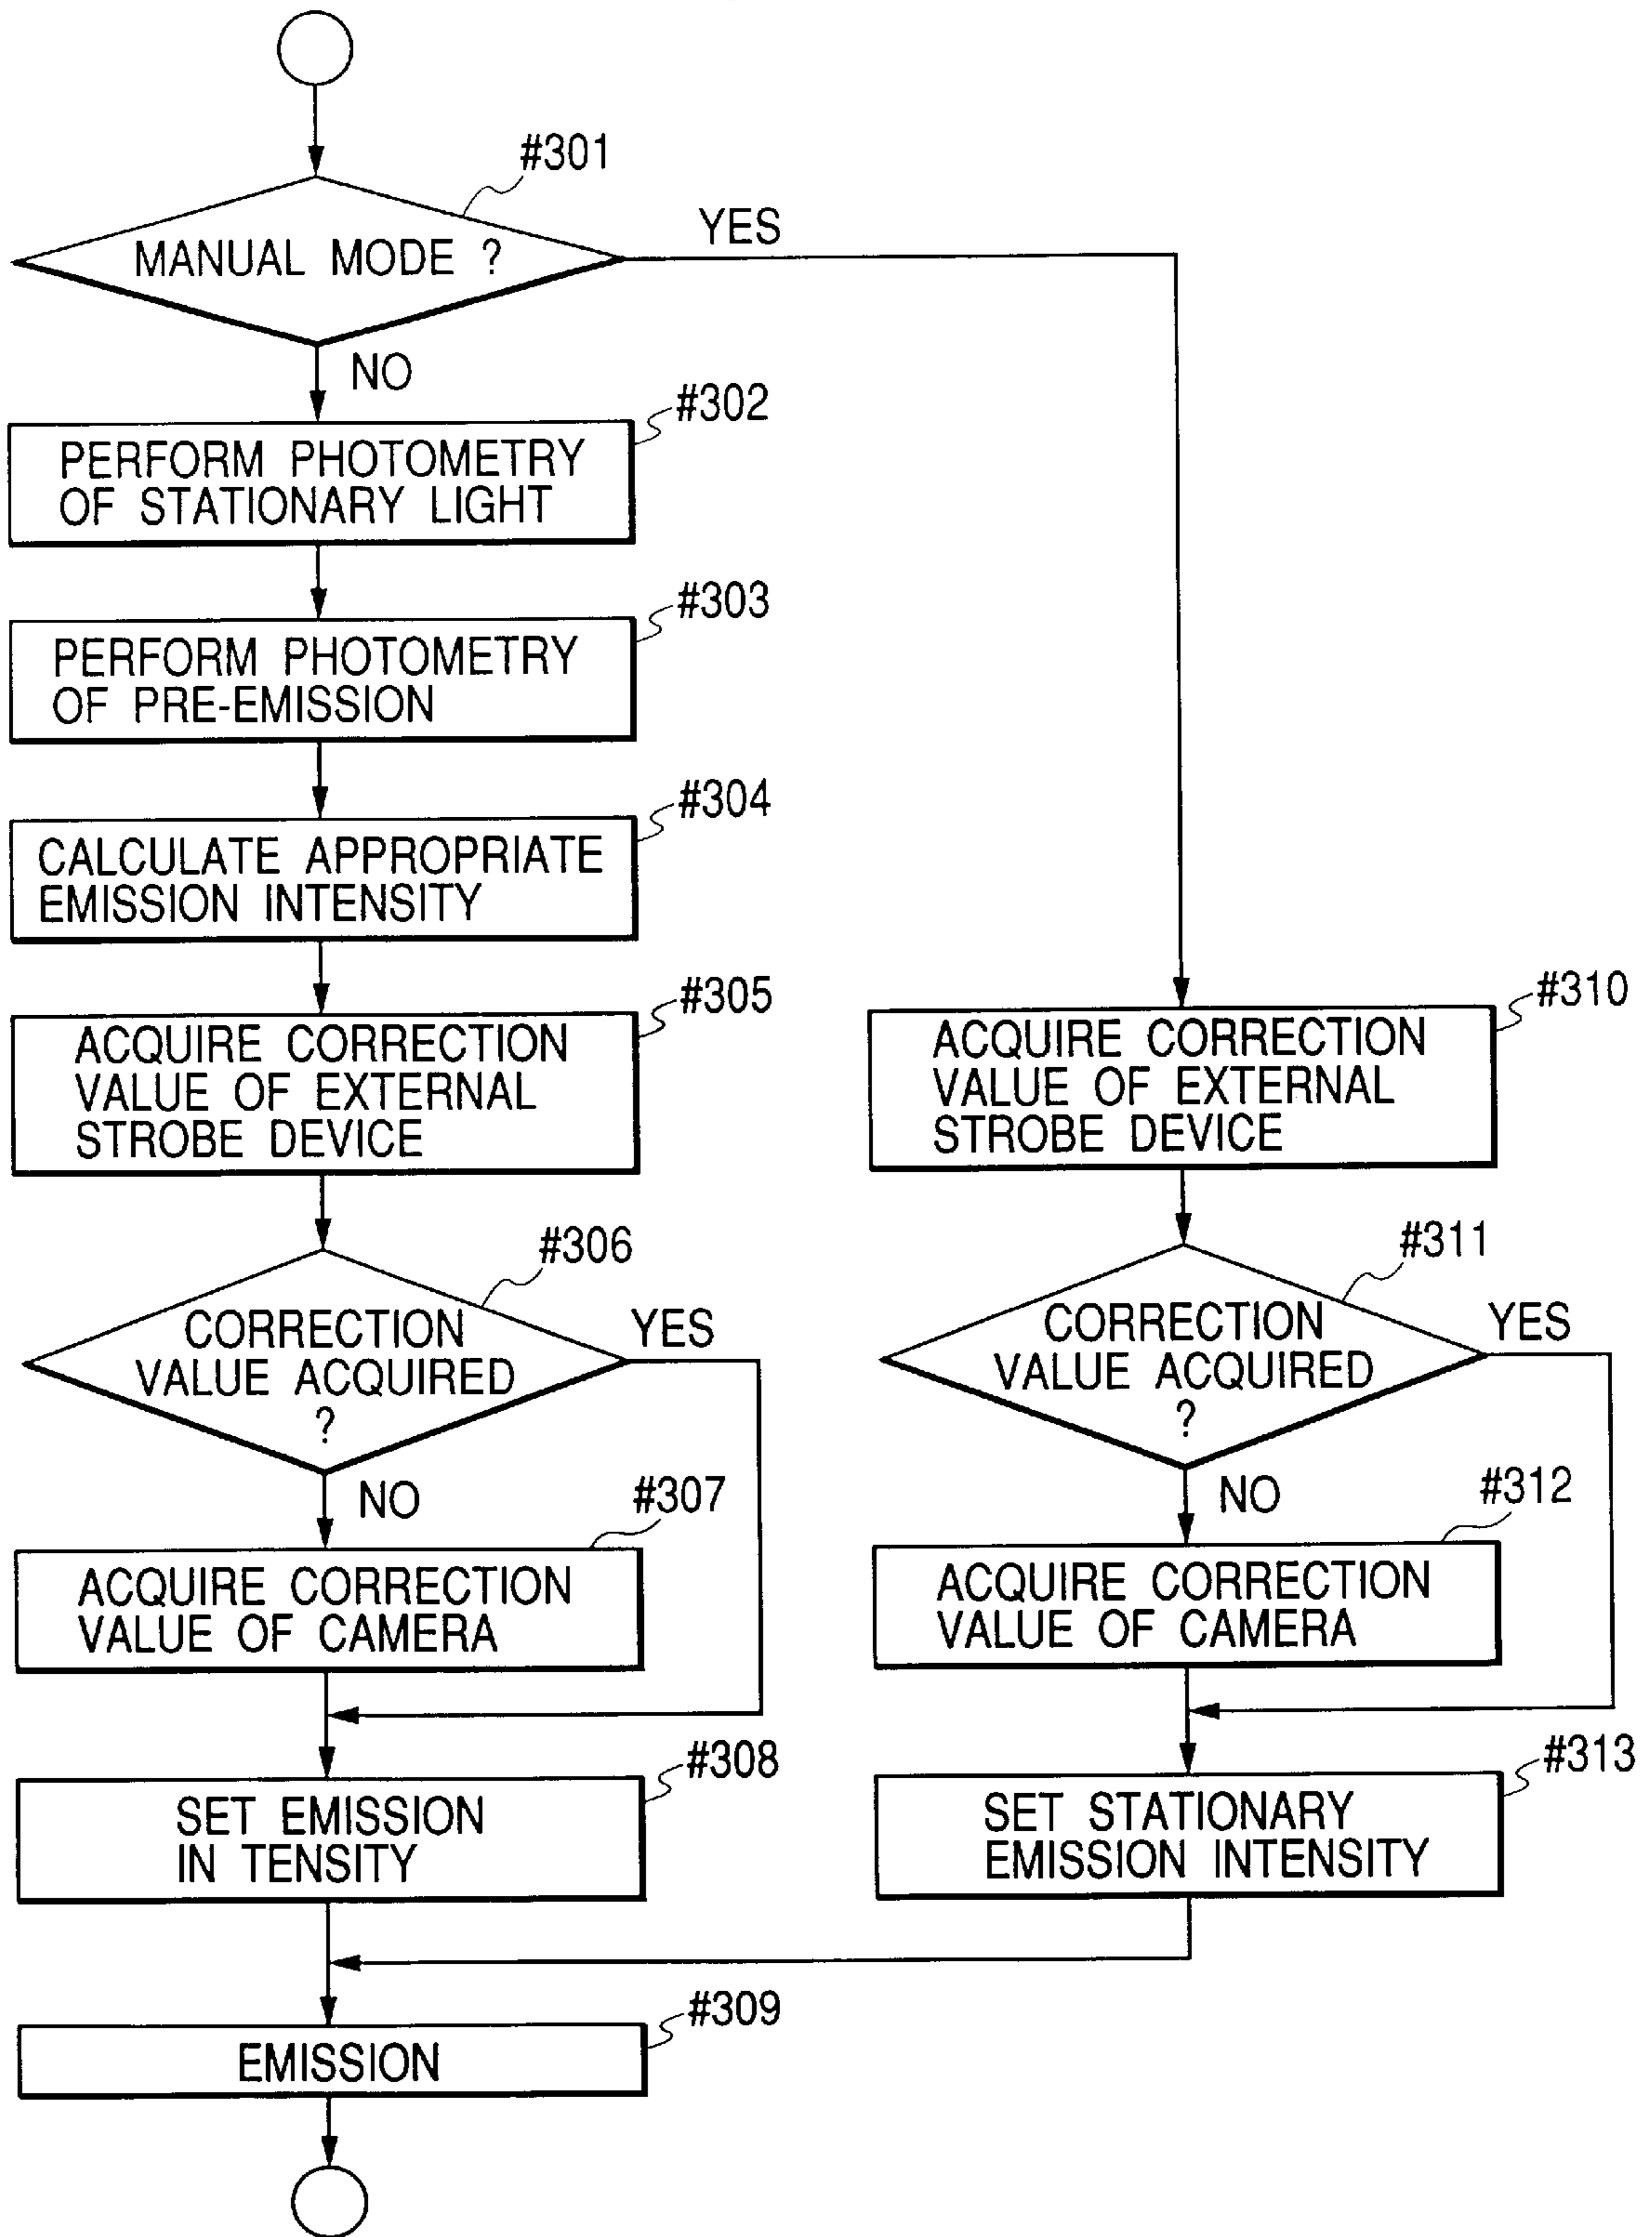 #301
MANUAL MODE ?
YES
NO
#302
PERFORM PHOTOMETRY
OF STATIONARY LIGHT
#303
PERFORM PHOTOMETRY
OF PRE-EMISSION
#304
CALCULATE APPROPRIATE
EMISSION INTENSITY
#305
ACQUIRE CORRECTION
VALUE OF EXTERNAL
STROBE DEVICE
#306
CORRECTION
VALUE ACQUIRED
?
YES
NO
#307
ACQUIRE CORRECTION
VALUE OF CAMERA
#308
SET EMISSION
IN TENSITY
#309
EMISSION
#310
ACQUIRE CORRECTION
VALUE OF EXTERNAL
STROBE DEVICE
#311
CORRECTION
VALUE ACQUIRED
?
YES
NO
#312
ACQUIRE CORRECTION
VALUE OF CAMERA
#313
SET STATIONARY
EMISSION INTENSITY